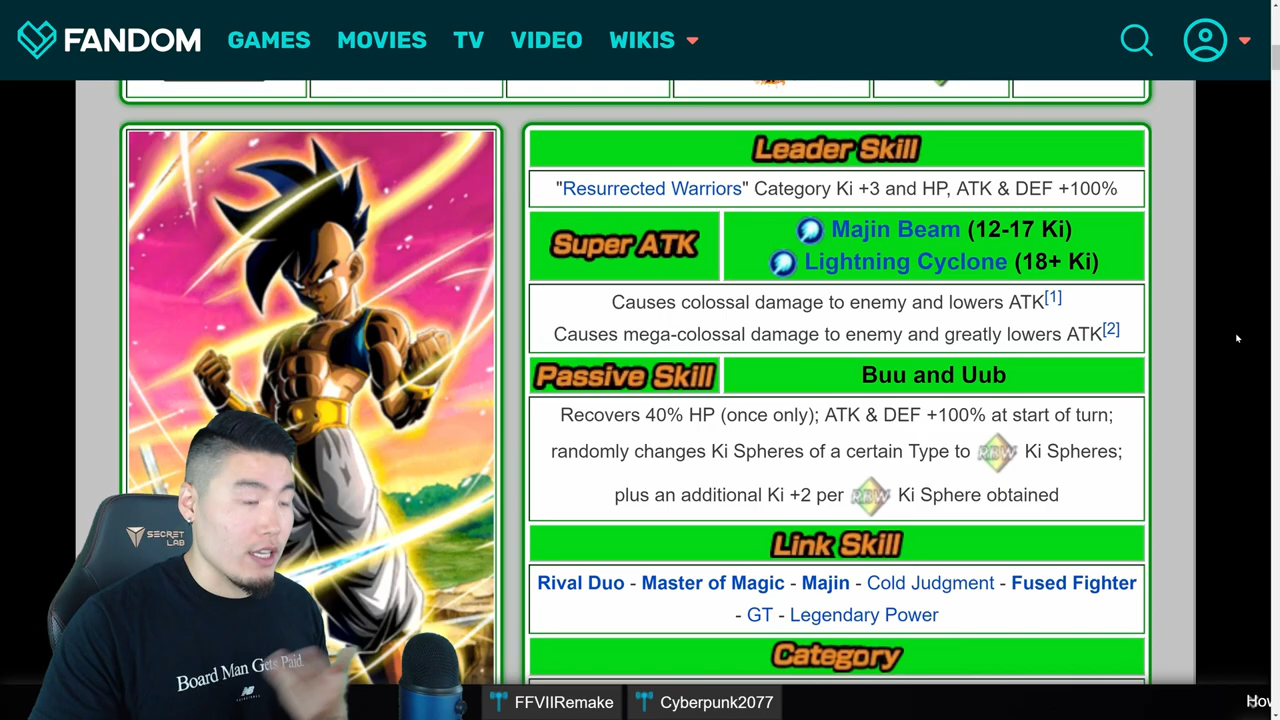 FANDOM GAMES MOVIES TV VIDEO WIKIS
Leader Skill
"Resurrected Warriors" Category Ki +3 and HP, ATK & DEF +100%
Super ATK
Majin Beam (12-17 Ki)
Lightning Cyclone (18+ Ki)
Causes colossal damage to enemy and lowers ATK[1]
Causes mega-colossal damage to enemy and greatly lowers ATK[2]
Passive Skill
Buu and Uub
Recovers 40% HP (once only); ATK & DEF +100% at start of turn;
randomly changes Ki Spheres of a certain Type to RBW Ki Spheres;
plus an additional Ki +2 per RBW Ki Sphere obtained
Link Skill
Rival Duo - Master of Magic - Majin - Cold Judgment - Fused Fighter
- GT - Legendary Power
Category
SECRET
LAB
Board Man Gets Paid.
FFVIIRemake
Cyberpunk2077